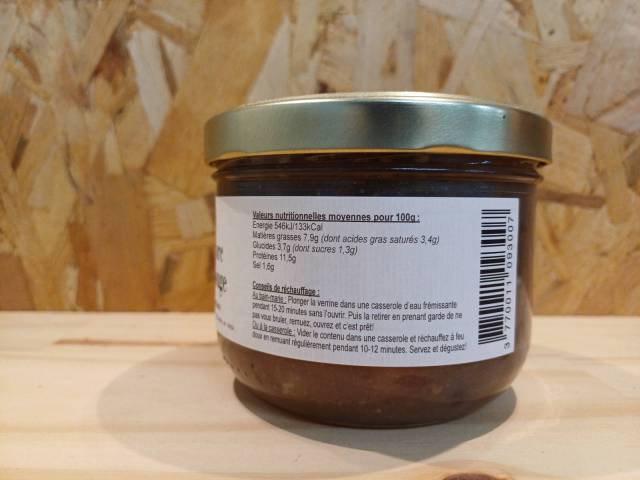 Valeurs nutritionnelles moyennes pour 100g :
Energie 546kJ/133kCal
Matières grasses 7,9g (dont acides gras saturés 3,4g)
Glucides 3,7g (dont sucres 1,3g)
Protéines 11,5g
Sel 1,6g
Conseils de réchauffage :
Au bain-marie : Plonger la verrine dans une casserole d'eau frémissante
pendant 15-20 minutes sans l'ouvrir. Puis la retirer en prenant garde de ne
pas vous bruler, remuez, ouvrez et c'est prêt!
Ou à la casserole : Vider le contenu dans une casserole et réchauffez à feu
doux en remuant régulièrement pendant 10-12 minutes. Servez et dégustez!
3 770011 093007